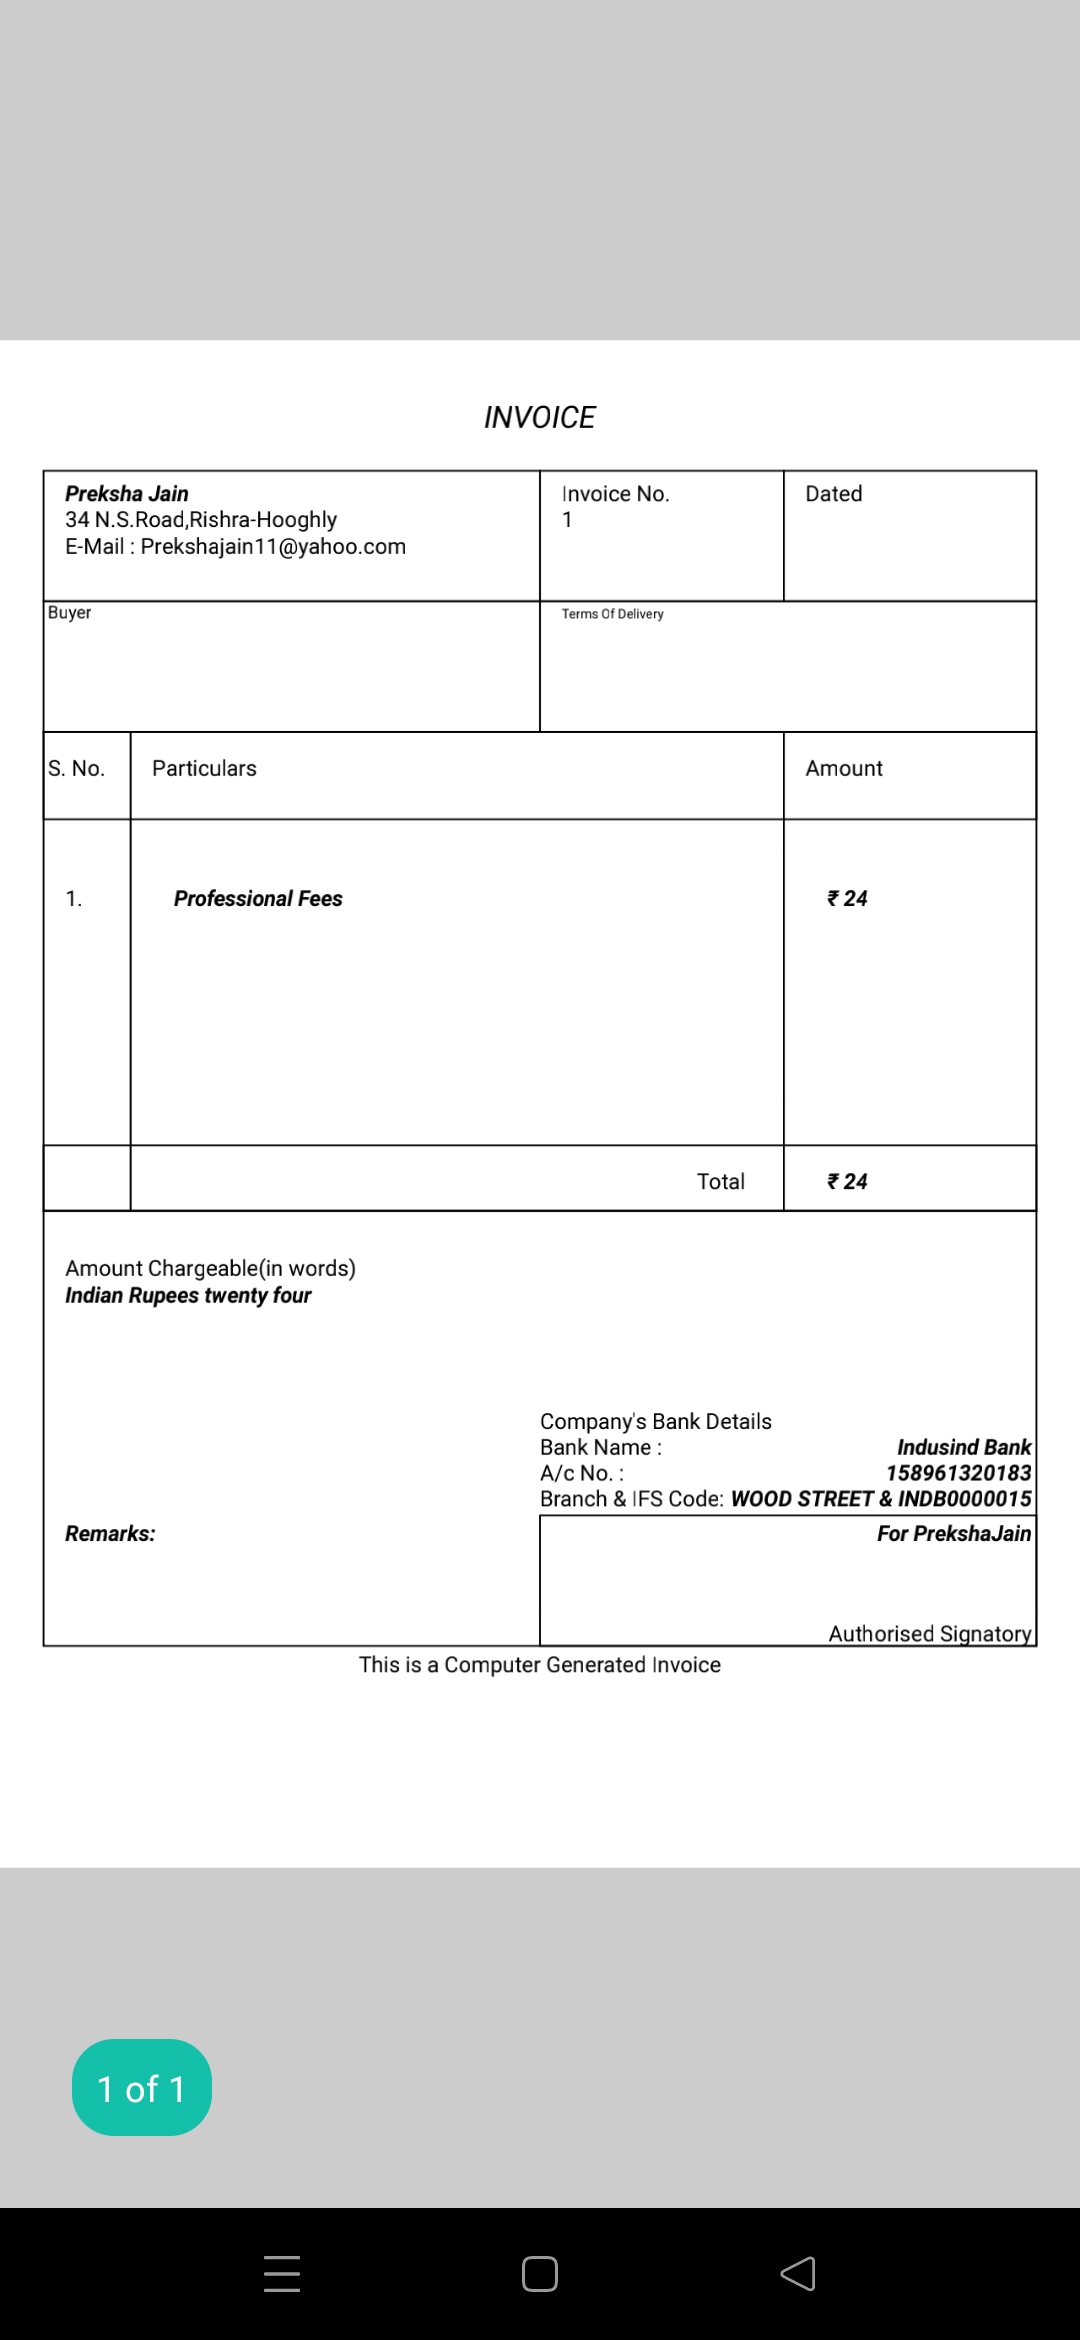 INVOICE
Preksha Jain
34 N.S.Road,Rishra-Hooghly
E-Mail : Prekshajain11@yahoo.com
Invoice No.
1
Dated
Buyer
Terms Of Delivery
S. No. Particulars Amount
1. Professional Fees ₹ 24
Total ₹ 24
Amount Chargeable(in words)
Indian Rupees twenty four
Company's Bank Details
Bank Name : Indusind Bank
A/c No. : 158961320183
Branch & IFS Code: WOOD STREET & INDB0000015
Remarks:
For PrekshaJain
Authorised Signatory
This is a Computer Generated Invoice
1 of 1